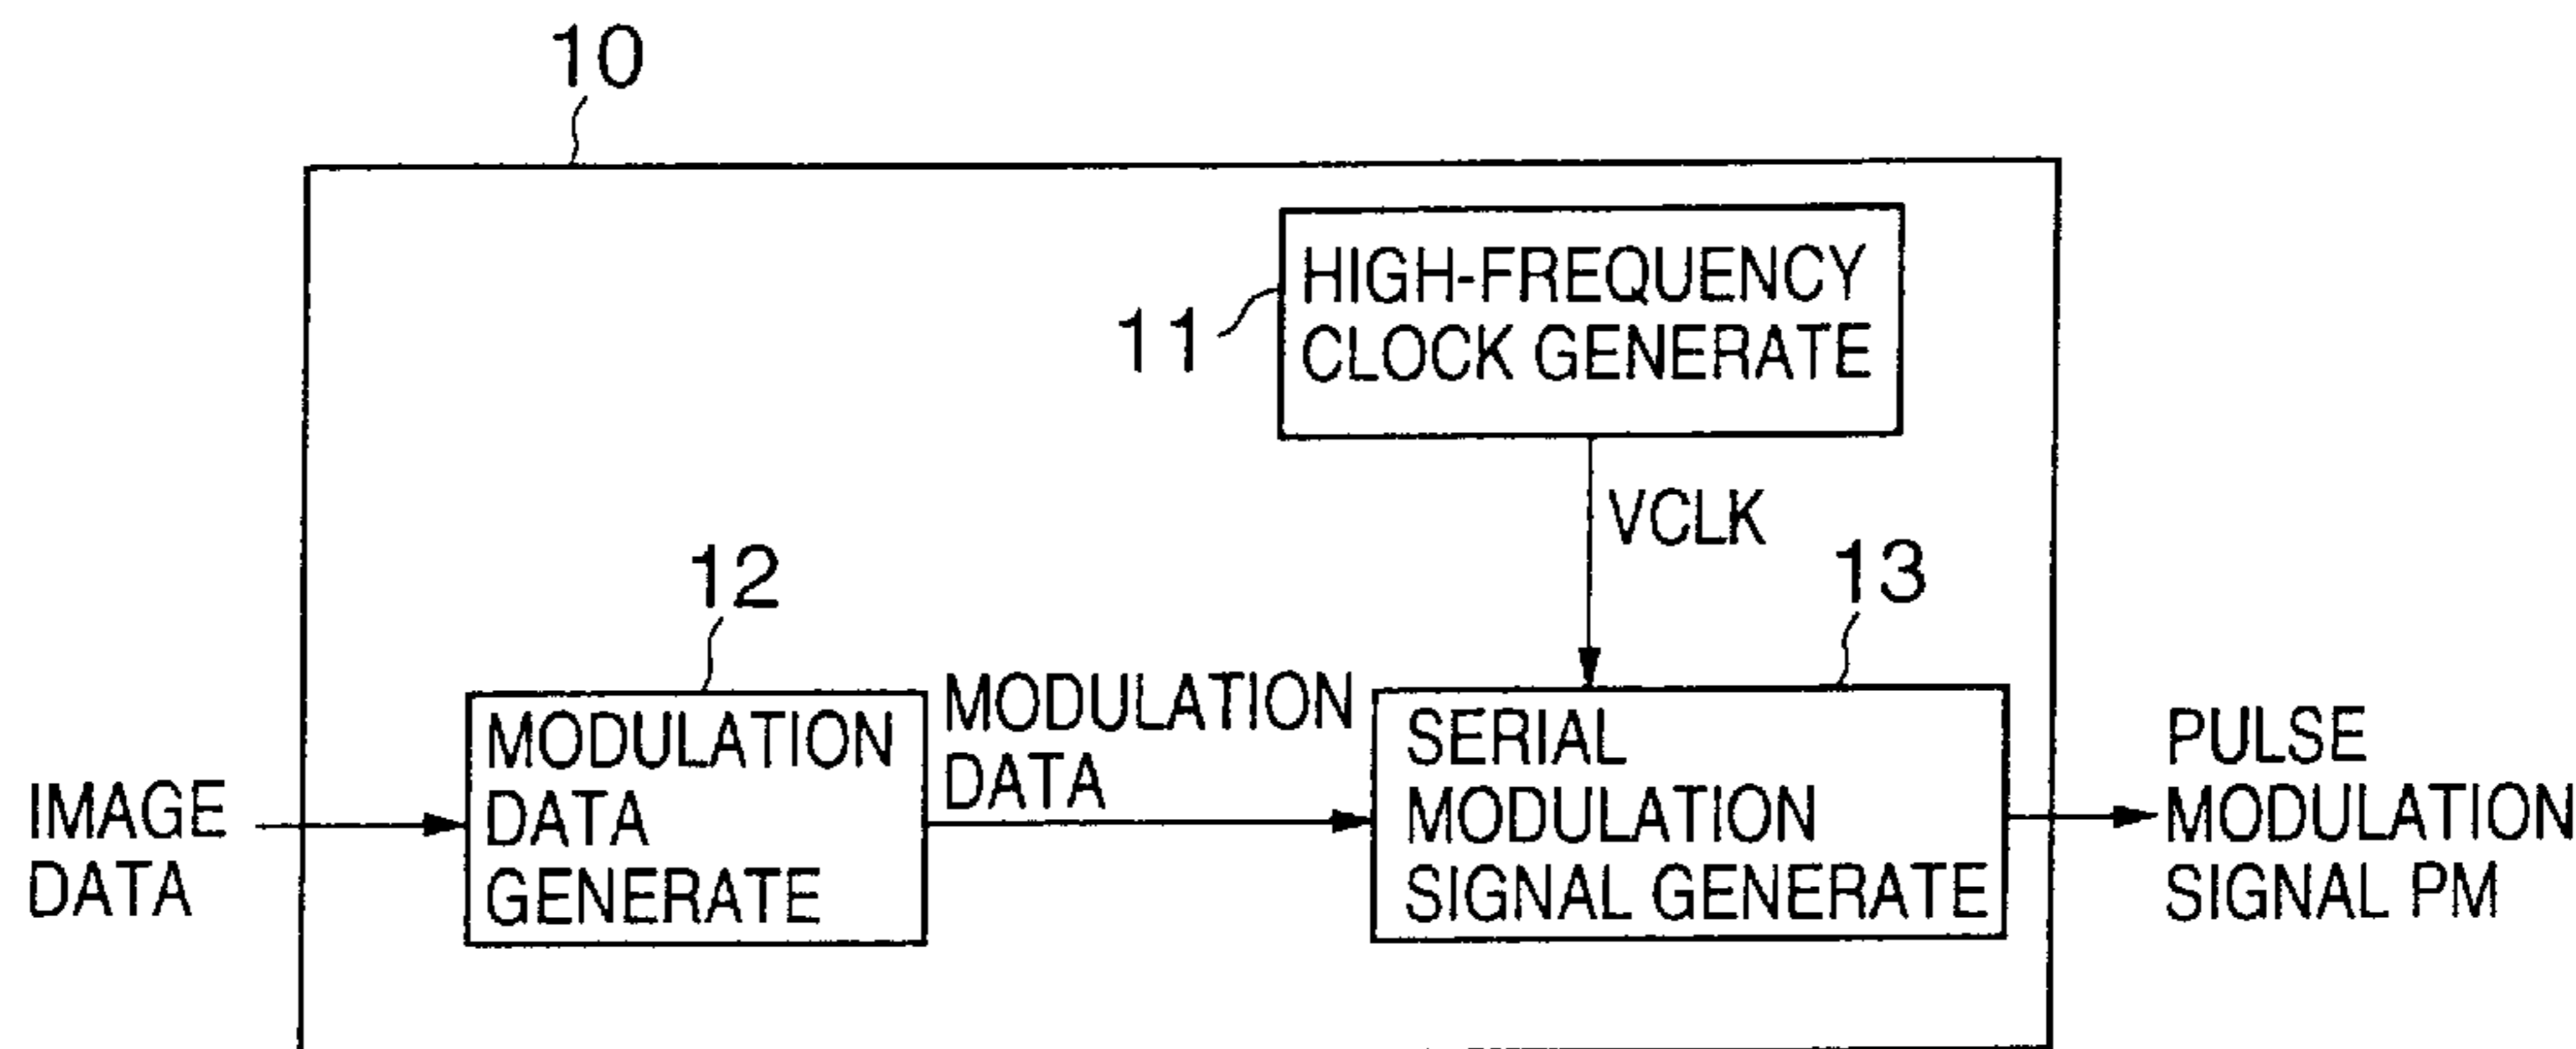 10
HIGH-FREQUENCY
CLOCK GENERATE
11
VCLK
12
13
IMAGE
DATA
MODULATION
DATA
GENERATE
MODULATION
DATA
SERIAL
MODULATION
SIGNAL GENERATE
PULSE
MODULATION
SIGNAL PM